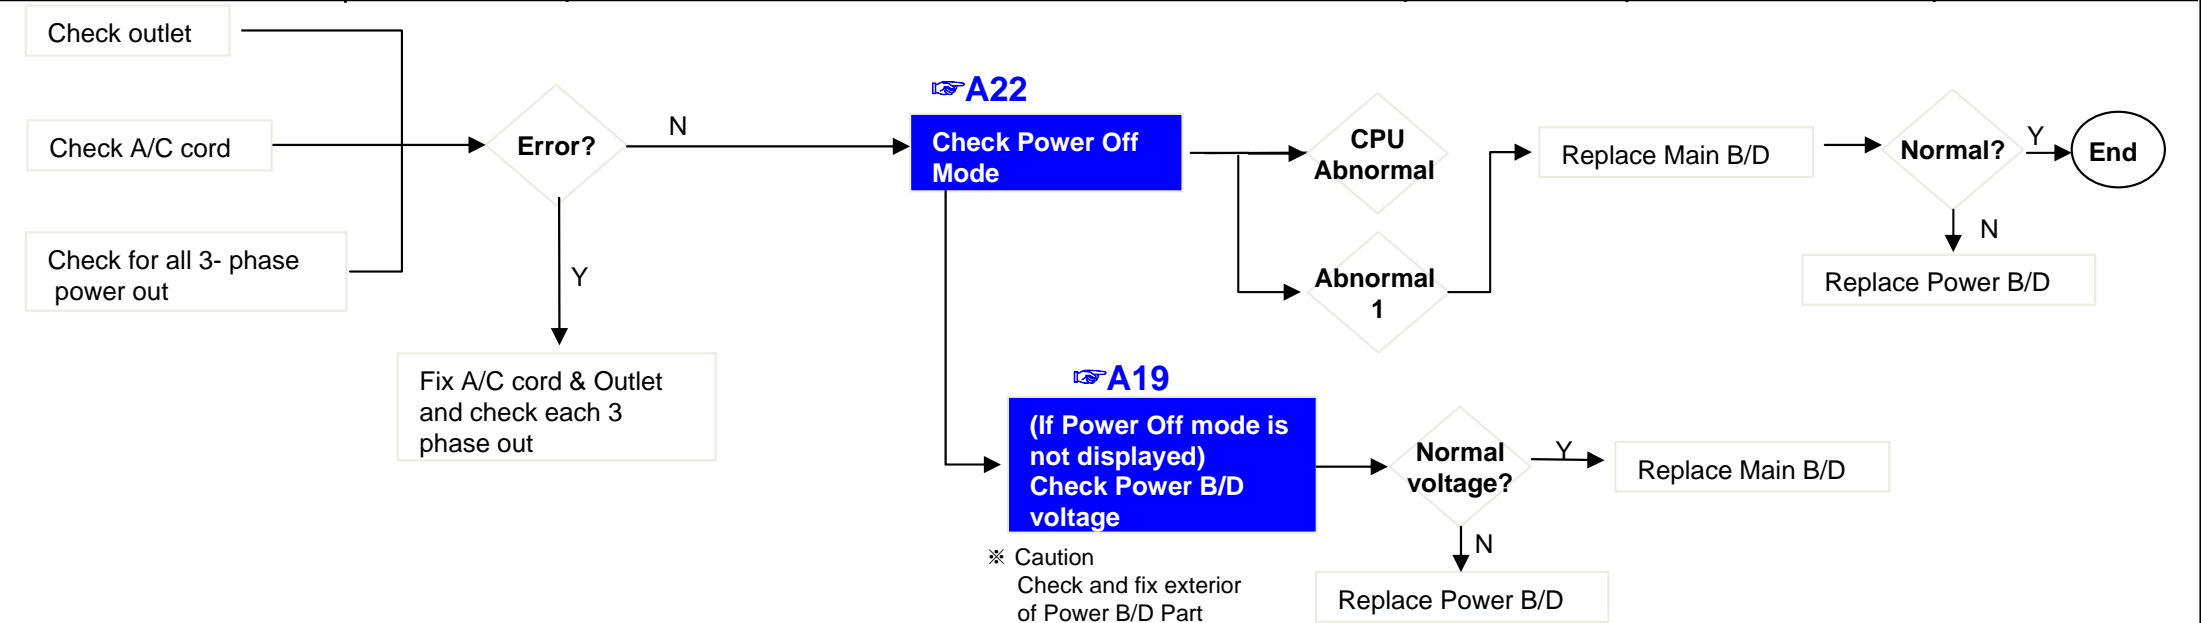 Check outlet
Check A/C cord
Check for all 3- phase
power out
Error?
N
Y
Fix A/C cord & Outlet
and check each 3
phase out
☞A22
Check Power Off
Mode
CPU
Abnormal
Abnormal
1
Replace Main B/D
Normal?
Y
End
N
Replace Power B/D
☞A19
(If Power Off mode is
not displayed)
Check Power B/D
voltage
※ Caution
Check and fix exterior
of Power B/D Part
Normal
voltage?
Y
Replace Main B/D
N
Replace Power B/D